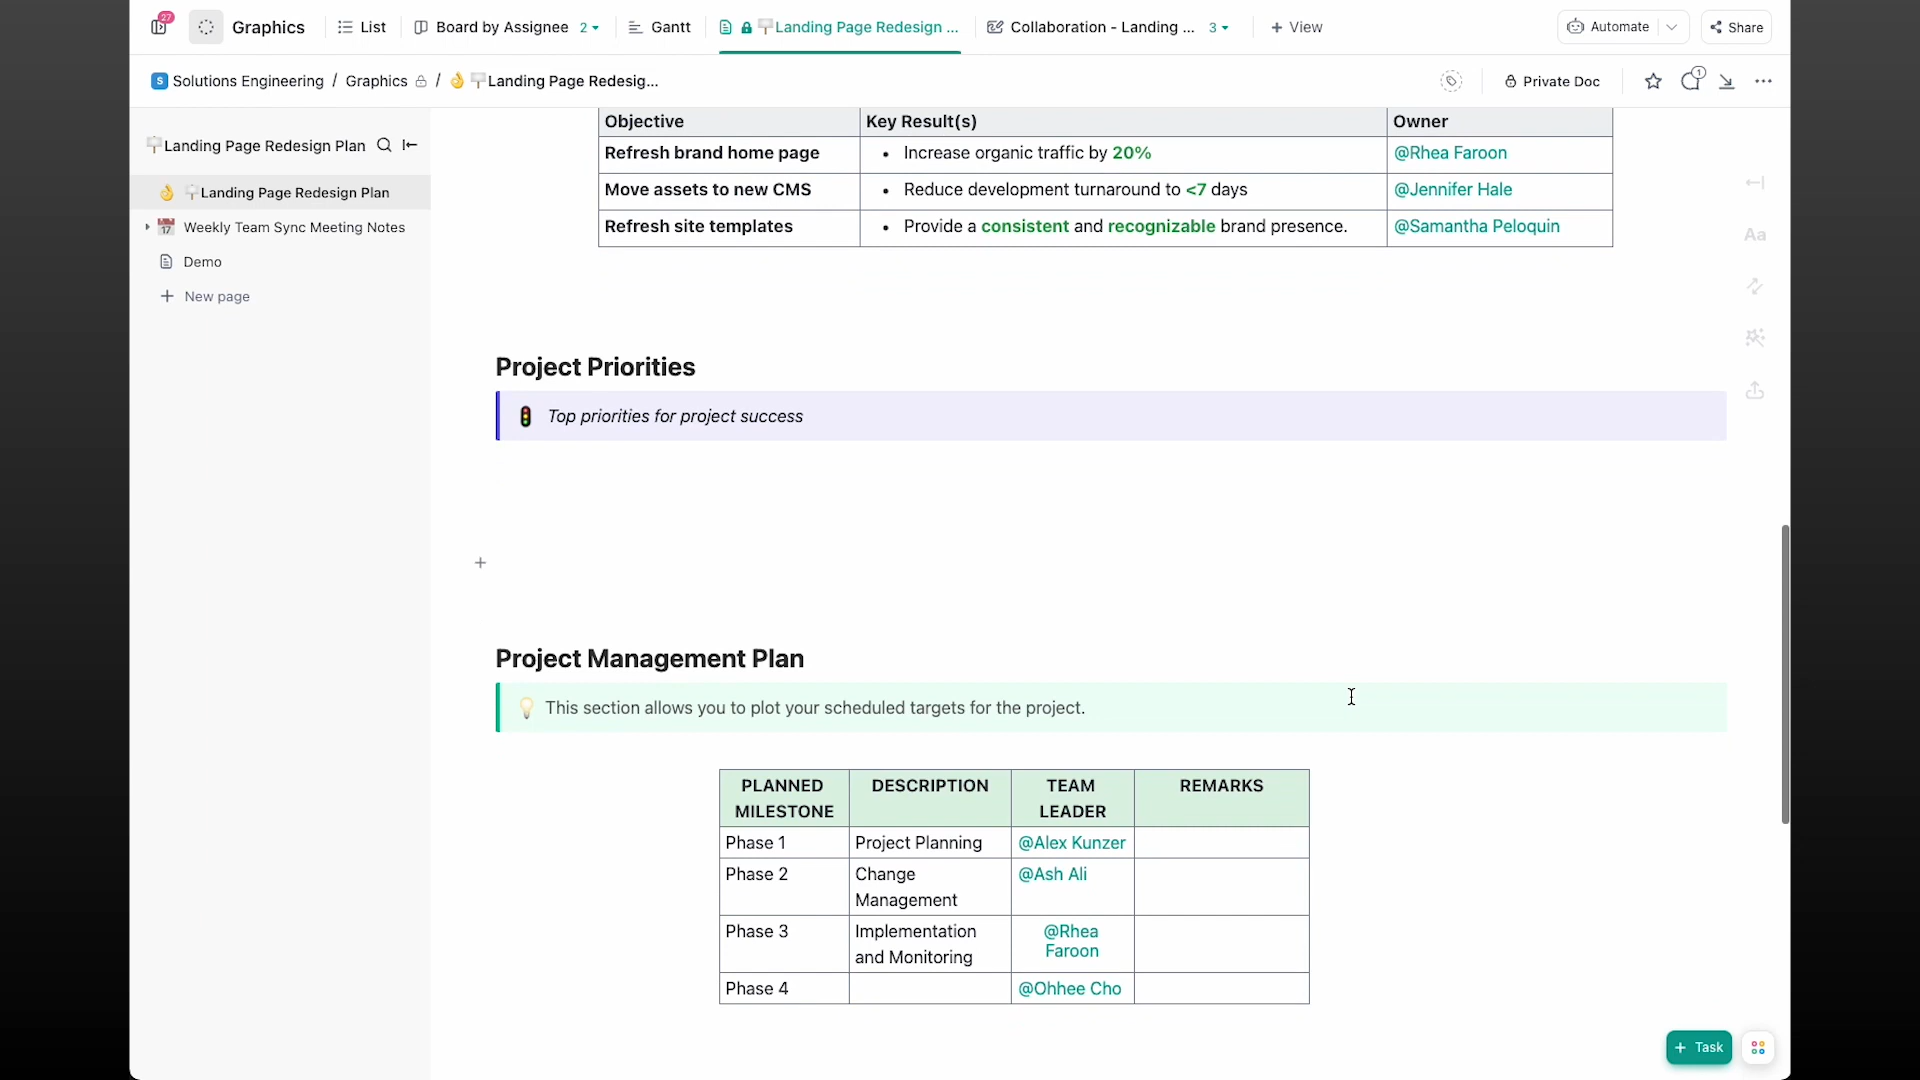 27
Graphics
List
Board by Assignee 2
Gantt
Landing Page Redesign ...
Collaboration - Landing ... 3
+ View
Automate
Share
S Solutions Engineering / Graphics / Landing Page Redesig...
Private Doc
1
Landing Page Redesign Plan
Landing Page Redesign Plan
Weekly Team Sync Meeting Notes
Demo
+ New page
Aa
Objective Key Result(s) Owner
Refresh brand home page • Increase organic traffic by 20% @Rhea Faroon
Move assets to new CMS • Reduce development turnaround to <7 days @Jennifer Hale
Refresh site templates • Provide a consistent and recognizable brand presence. @Samantha Peloquin
Project Priorities
Top priorities for project success
+
Project Management Plan
This section allows you to plot your scheduled targets for the project.
PLANNED MILESTONE DESCRIPTION TEAM LEADER REMARKS
Phase 1 Project Planning @Alex Kunzer
Phase 2 Change Management @Ash Ali
Phase 3 Implementation and Monitoring @Rhea Faroon
Phase 4 @Ohhee Cho
+ Task